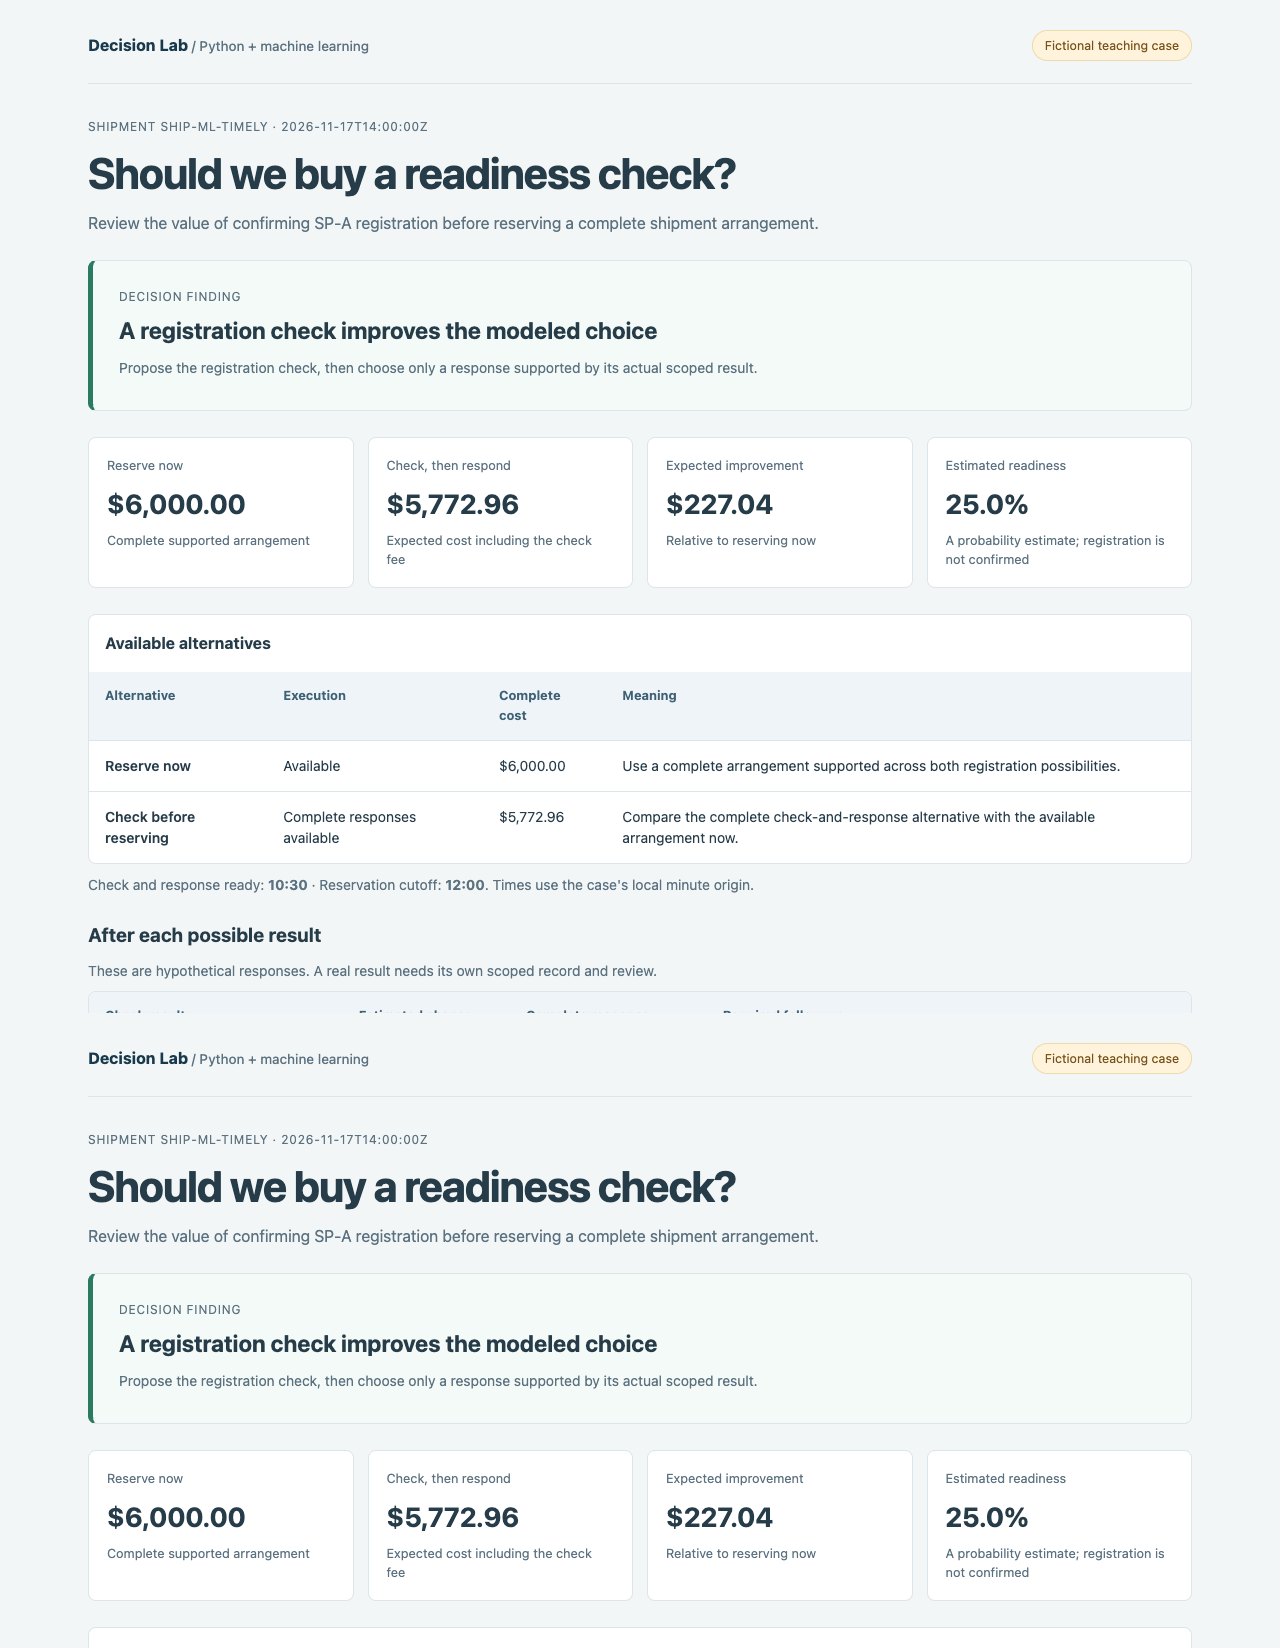 Decision Lab / Python + machine learning
Fictional teaching case
SHIPMENT SHIP-ML-TIMELY · 2026-11-17T14:00:00Z
Should we buy a readiness check?
Review the value of confirming SP-A registration before reserving a complete shipment arrangement.
DECISION FINDING
A registration check improves the modeled choice
Propose the registration check, then choose only a response supported by its actual scoped result.
Reserve now
$6,000.00
Complete supported arrangement
Check, then respond
$5,772.96
Expected cost including the check
fee
Expected improvement
$227.04
Relative to reserving now
Estimated readiness
25.0%
A probability estimate; registration is
not confirmed
Available alternatives
Alternative
Execution
Complete
cost
Meaning
Reserve now
Available
$6,000.00
Use a complete arrangement supported across both registration possibilities.
Check before
reserving
Complete responses
available
$5,772.96
Compare the complete check-and-response alternative with the available
arrangement now.
Check and response ready: 10:30 · Reservation cutoff: 12:00. Times use the case's local minute origin.
After each possible result
These are hypothetical responses. A real result needs its own scoped record and review.
Decision Lab / Python + machine learning
Fictional teaching case
SHIPMENT SHIP-ML-TIMELY · 2026-11-17T14:00:00Z
Should we buy a readiness check?
Review the value of confirming SP-A registration before reserving a complete shipment arrangement.
DECISION FINDING
A registration check improves the modeled choice
Propose the registration check, then choose only a response supported by its actual scoped result.
Reserve now
$6,000.00
Complete supported arrangement
Check, then respond
$5,772.96
Expected cost including the check
fee
Expected improvement
$227.04
Relative to reserving now
Estimated readiness
25.0%
A probability estimate; registration is
not confirmed